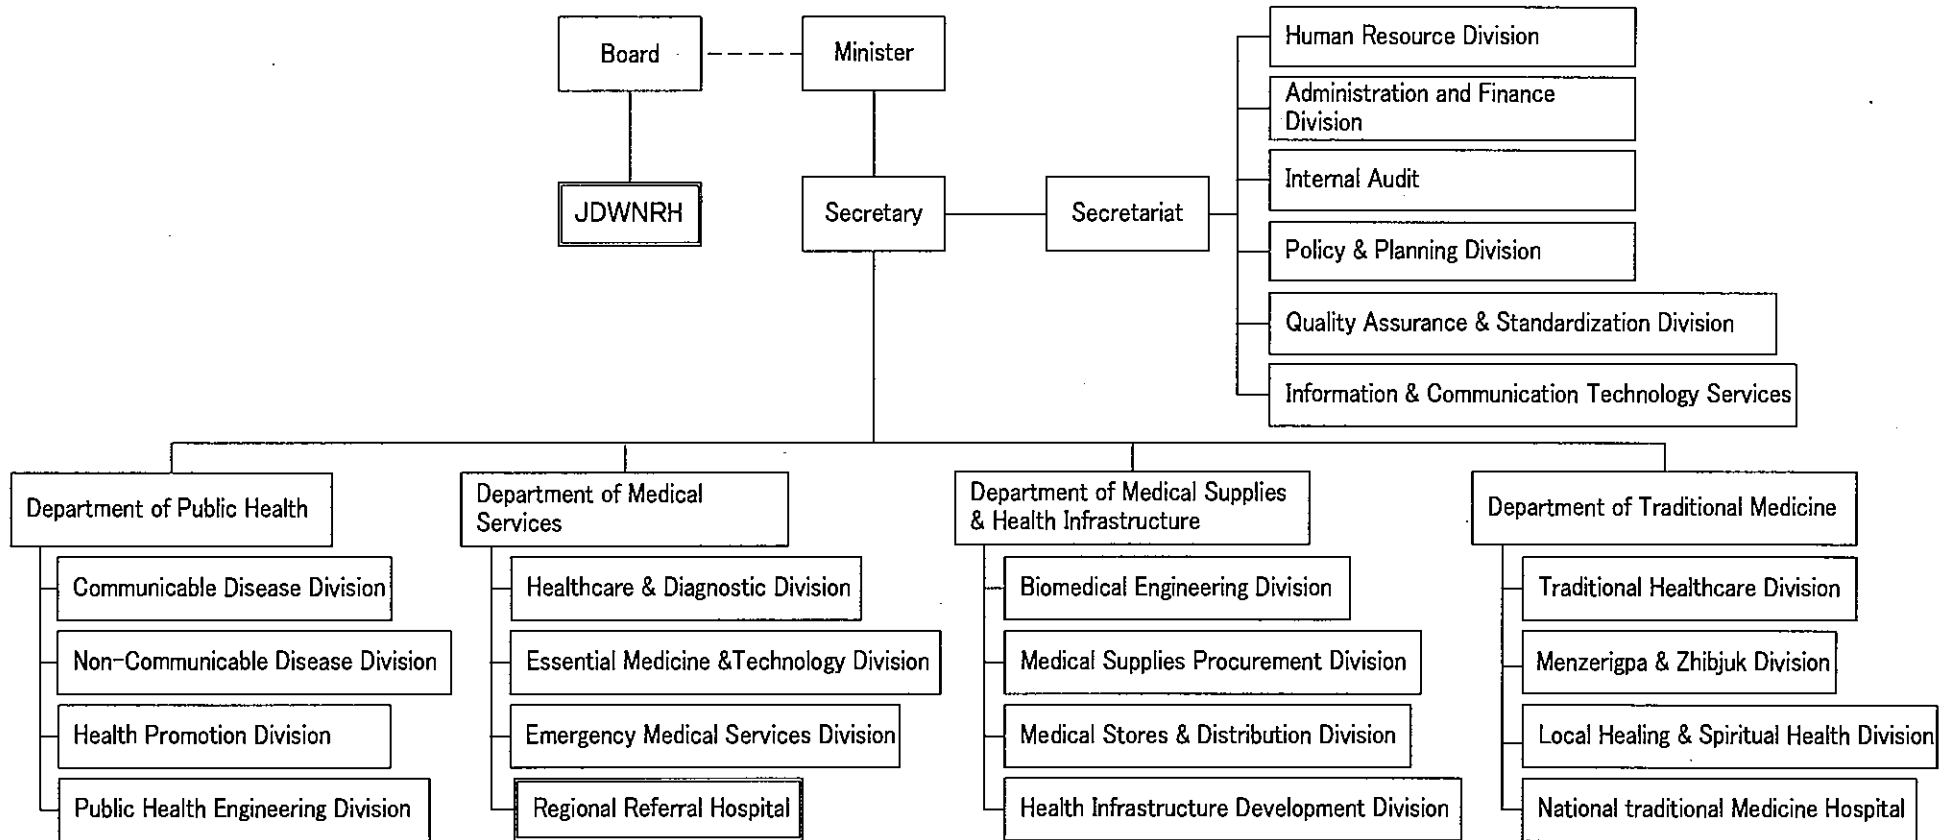 Board
Minister
JDWNRH
Secretary
Secretariat
Human Resource Division
Administration and Finance
Division
Internal Audit
Policy & Planning Division
Quality Assurance & Standardization Division
Information & Communication Technology Services
Department of Public Health
Communicable Disease Division
Non-Communicable Disease Division
Health Promotion Division
Public Health Engineering Division
Department of Medical
Services
Healthcare & Diagnostic Division
Essential Medicine &Technology Division
Emergency Medical Services Division
Regional Referral Hospital
Department of Medical Supplies
& Health Infrastructure
Biomedical Engineering Division
Medical Supplies Procurement Division
Medical Stores & Distribution Division
Health Infrastructure Development Division
Department of Traditional Medicine
Traditional Healthcare Division
Menzerigpa & Zhibjuk Division
Local Healing & Spiritual Health Division
National traditional Medicine Hospital